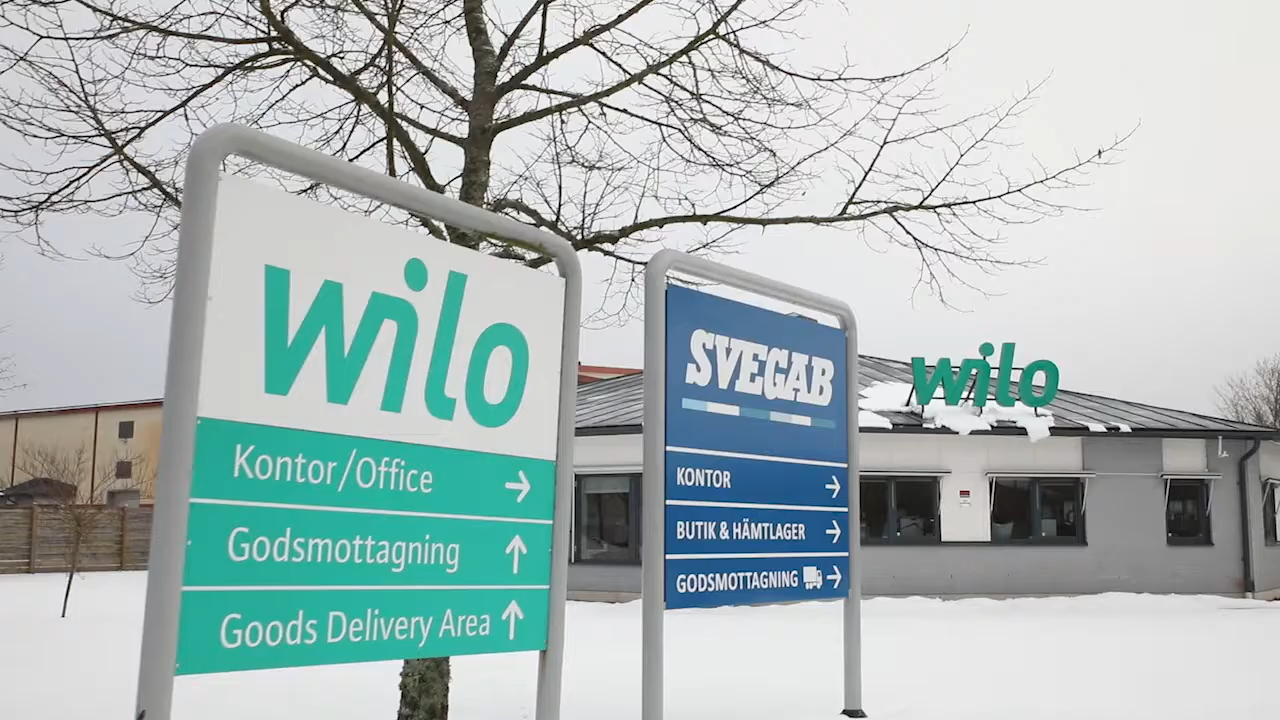 wilo
Kontor/Office →
Godsmottagning ↑
Goods Delivery Area ↑
SVEGAB
KONTOR →
BUTIK & HÄMTLAGER →
GODSMOTTAGNING →
wilo